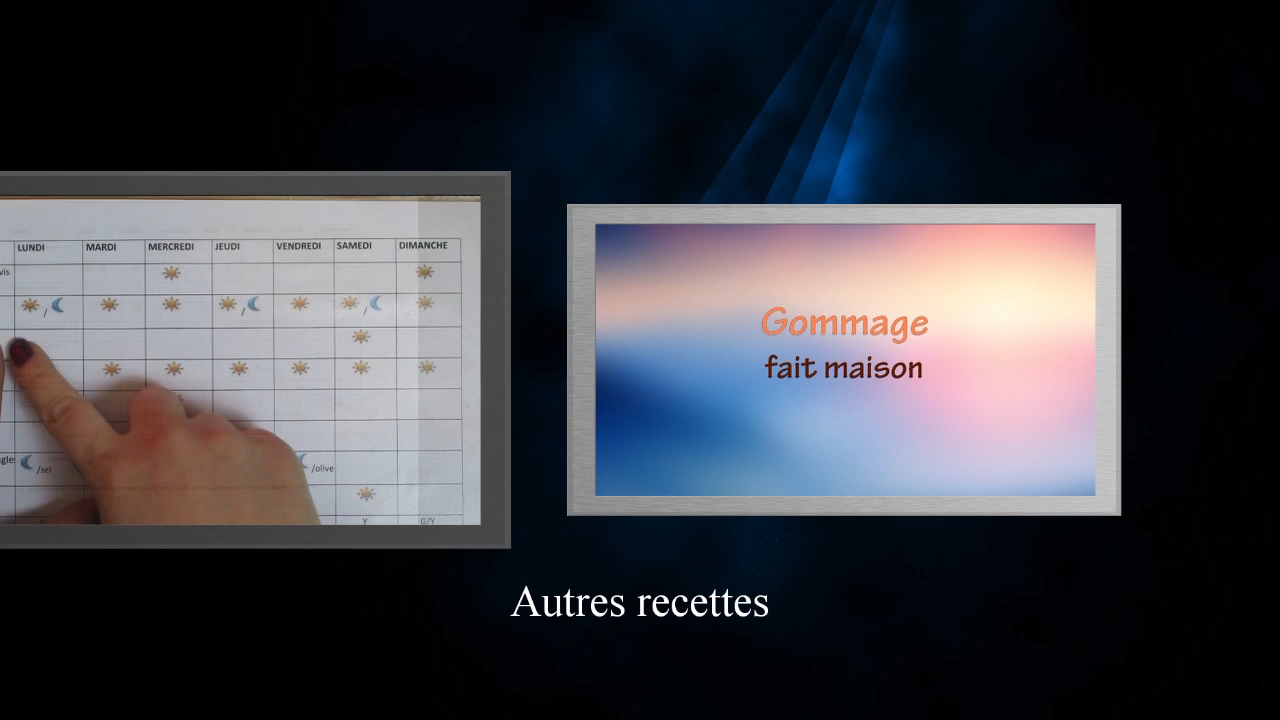 LUNDI MARDI MERCREDI JEUDI VENDREDI SAMEDI DIMANCHE
/ / /
/sel /olive
Y G/Y
Gommage
fait maison
Autres recettes